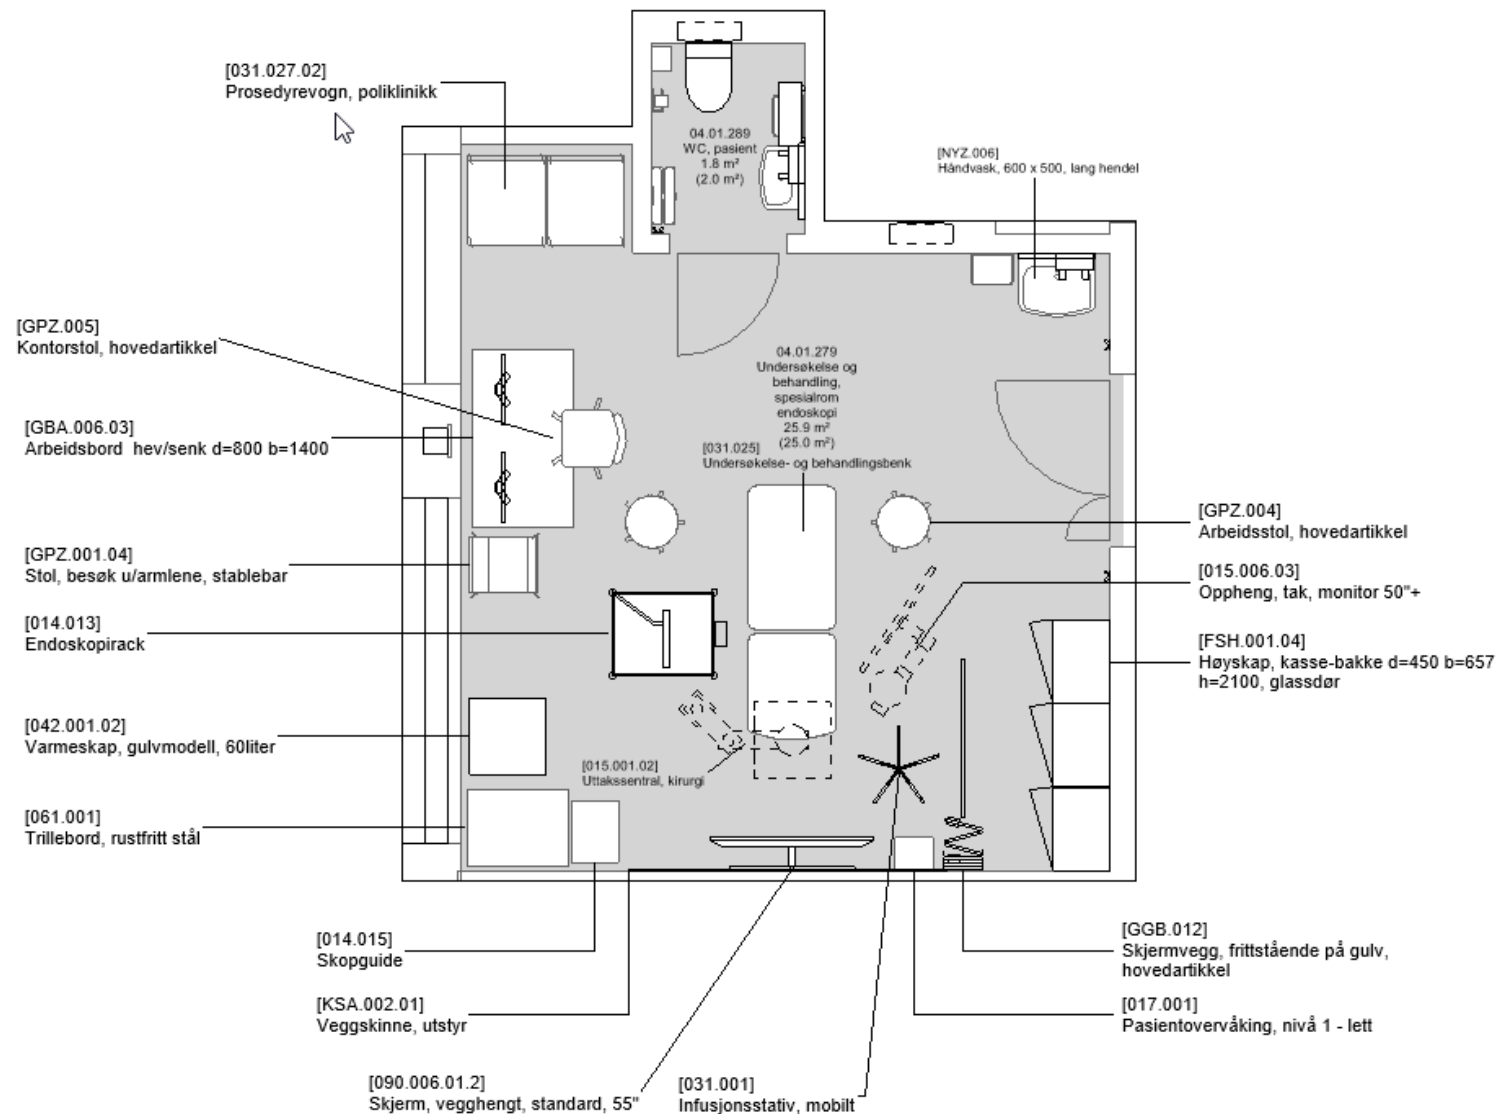 [031.027.02]
Prosedyrevogn, poliklinikk
04.01.289
WC, pasient
1.8 m²
(2.0 m²)
[NYZ.006]
Håndvask, 600 x 500, lang hendel
[GPZ.005]
Kontorstol, hovedartikkel
04.01.279
Undersøkelse og
behandling,
spesialrom
endoskopi
25.9 m²
(25.0 m²)
[GBA.006.03]
Arbeidsbord hev/senk d=800 b=1400
[031.025]
Undersøkelse- og behandlingsbenk
[GPZ.004]
Arbeidsstol, hovedartikkel
[GPZ.001.04]
Stol, besøk u/armlene, stablebar
[015.006.03]
Oppheng, tak, monitor 50"+
[014.013]
Endoskopirack
[FSH.001.04]
Høyskap, kasse-bakke d=450 b=657
h=2100, glassdør
[042.001.02]
Varmeskap, gulvmodell, 60liter
[015.001.02]
Uttakssentral, kirurgi
[061.001]
Trillebord, rustfritt stål
[014.015]
Skopguide
[GGB.012]
Skjermvegg, frittstående på gulv,
hovedartikkel
[KSA.002.01]
Veggskinne, utstyr
[017.001]
Pasientovervåking, nivå 1 - lett
[090.006.01.2]
Skjerm, vegghengt, standard, 55"
[031.001]
Infusjonsstativ, mobilt